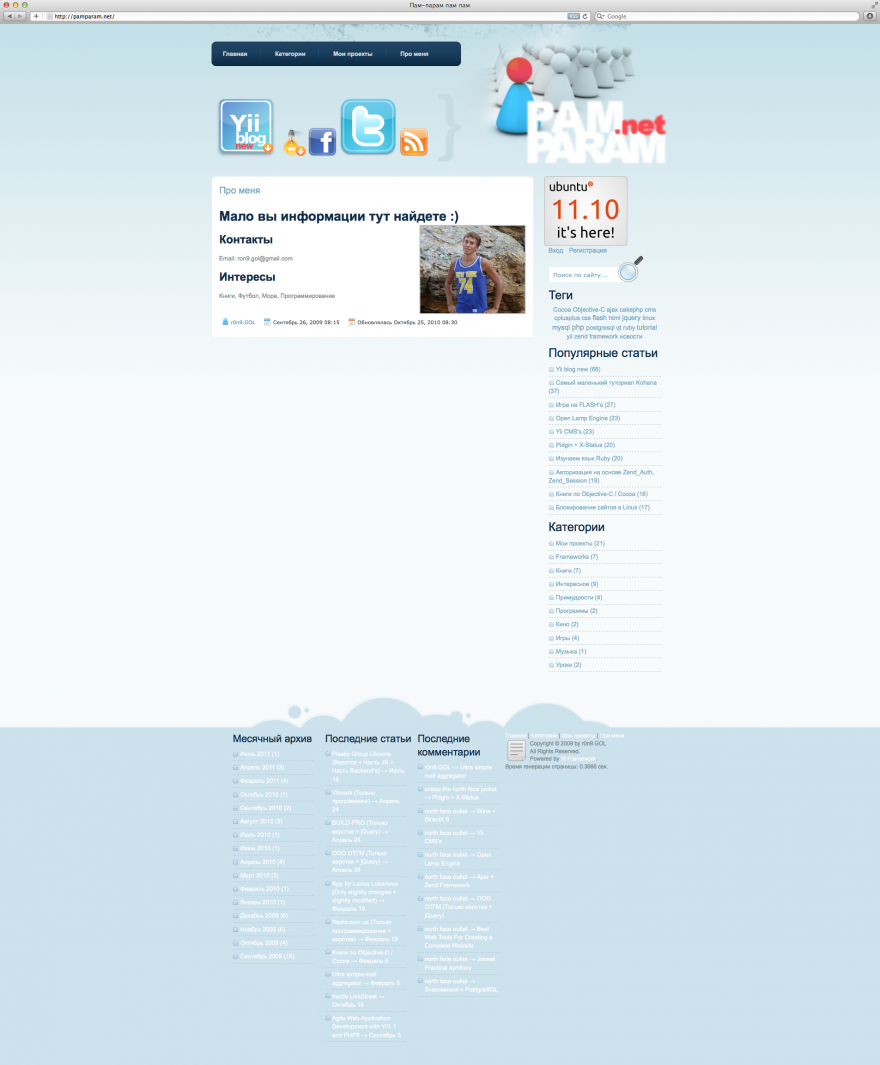 Пам-парам пам пам
http://pamparam.net/
Google
Главная Категории Мои проекты Про меня
Yii
blog
new
PAM
PARAM
.net
Про меня
Мало вы информации тут найдете :)
Контакты
Email: ron9.gol@gmail.com
Интересы
Книги, Футбол, Море, Программирование
NEW YORK
74
r0n9.GOL Сентябрь 26, 2009 08:15 Обновлялась Октябрь 25, 2010 08:30
ubuntu
11.10
it's here!
Вход Регистрация
Поиск по сайту...
Теги
Cocoa Objective-C ajax cakephp cms
cplusplus css flash html jquery linux
mysql php postgresql qt ruby tutorial
yii zend framework новости
Популярные статьи
Yii blog new (68)
Самый маленький туториал Kohana
(37)
Игра на FLASH'e (27)
Open Lamp Engine (23)
Yii CMS's (23)
Pidgin + X-Status (20)
Изучаем язык Ruby (20)
Авторизация на основе Zend_Auth,
Zend_Session (19)
Книги по Objective-C / Cocoa (18)
Блокирование сайтов в Linux (17)
Категории
Мои проекты (21)
Frameworks (7)
Книги (7)
Интересное (9)
Примудрости (4)
Программы (2)
Кино (2)
Игры (4)
Музыка (1)
Уроки (2)
Месячный архив
Июль 2011 (1)
Апрель 2011 (3)
Февраль 2011 (4)
Октябрь 2010 (1)
Сентябрь 2010 (2)
Август 2010 (3)
Июль 2010 (1)
Июнь 2010 (1)
Апрель 2010 (4)
Март 2010 (3)
Февраль 2010 (1)
Январь 2010 (1)
Декабрь 2009 (6)
Ноябрь 2009 (6)
Октябрь 2009 (4)
Сентябрь 2009 (16)
Последние статьи
Plastic Group Ukraine
(Верстка + Часть JS +
Часть Backend'a) → Июль
14
(Только
программинг) → Апрель
24
BUILD-PRO (Только
верстка + jQuery) →
Апрель 24
ООО ОТТМ (Только
верстка + jQuery) →
Апрель 24
App for Larisa Lobanova
(Only slightly changed +
slightly modified) →
Февраль 16
iRadio.com.ua (Только
программирование +
верстка) → Февраль 16
Книги по Objective-C /
Cocoa → Февраль 5
Ultra simple mail
aggregator → Февраль 5
Inside LiveStreet →
Октябрь 19
Agile Web Application
Development with Yii1.1
and PHP5 → Сентябрь 5
Последние
комментарии
r0n9.GOL → Ultra simple
mail aggregator
cheap the north face jacket
→ Pidgin + X-Status
north face outlet → Wine +
DirectX 9
north face outlet → Yii
CMS's
north face outlet → Open
Lamp Engine
north face outlet → Ajax +
Zend Framework
north face outlet → ООО
ОТТМ (Только верстка +
jQuery)
north face outlet → Best
Web Tools For Creating a
Complete Website
north face outlet → Jobeet
Practical symfony
north face outlet →
Знакомимся с PostgreSQL
Главная | Категории | Мои проекты | Про меня
Copyright © 2009 by r0n9.GOL
All Rights Reserved.
Powered by Yii Framework
Время генерации страницы: 0.3666 сек.